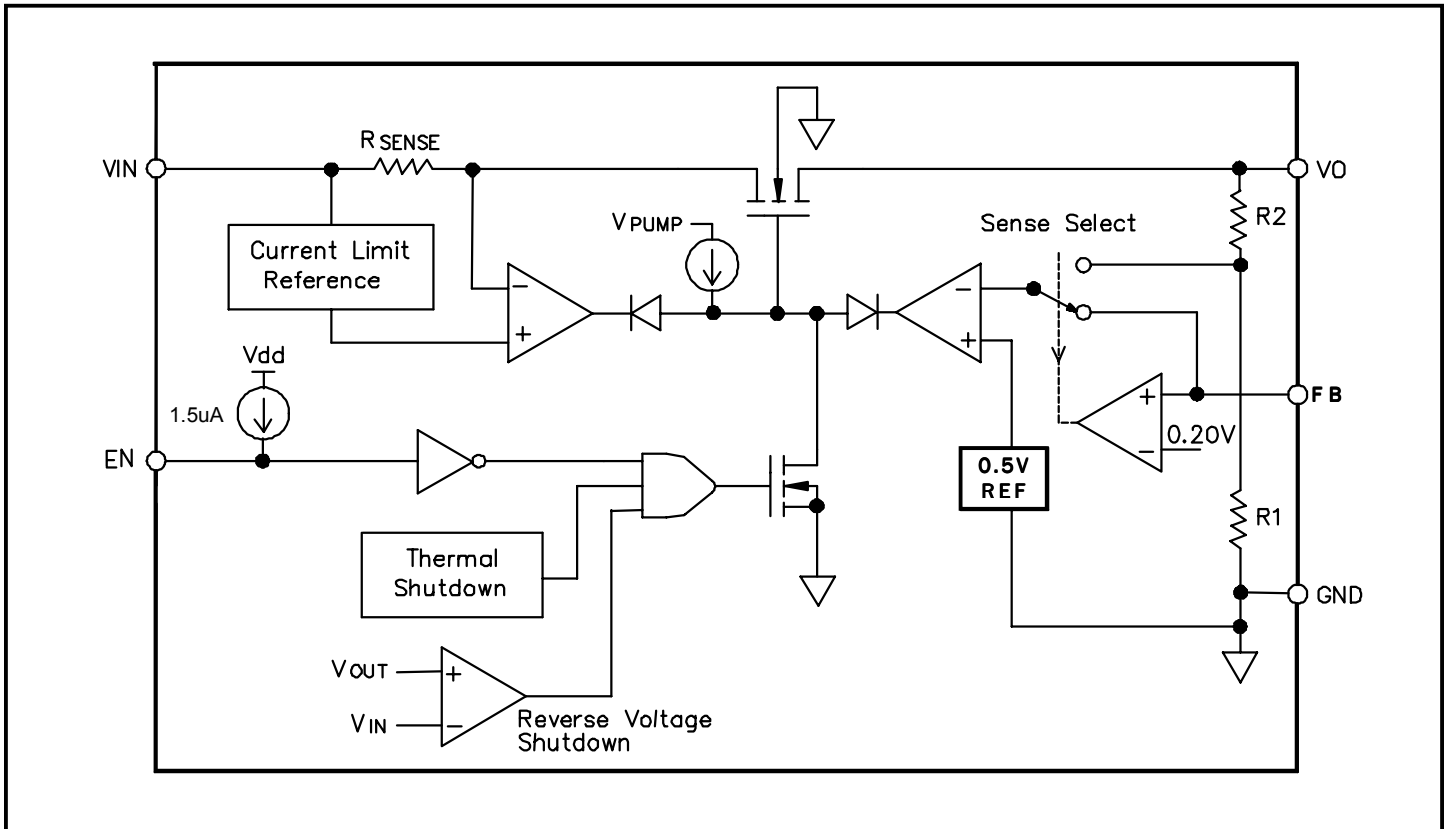 R SENSE
VIN
VO
R2
VPUMP
Sense Select
Current Limit
Reference
-
+
-
+
Vdd
1.5uA
+
-
0.20V
FB
EN
0.5V
REF
R1
Thermal
Shutdown
GND
VOUT
+
VIN
-
Reverse Voltage
Shutdown